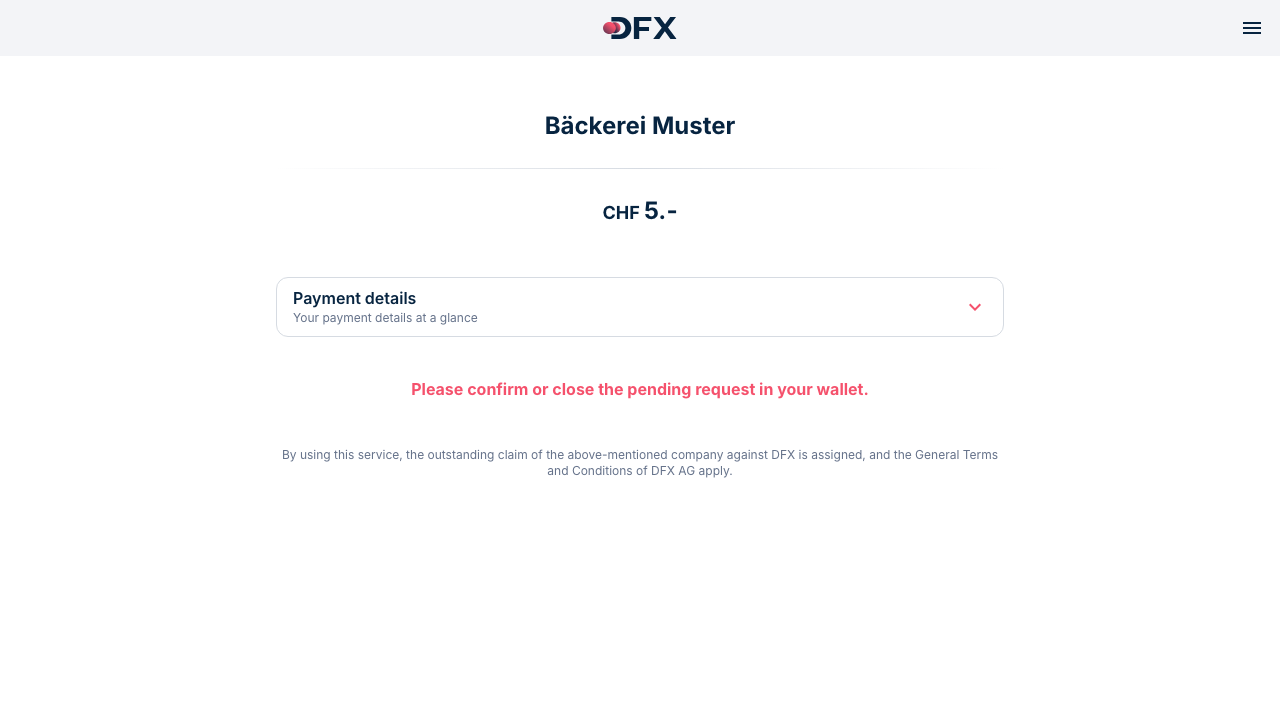 DFX
Bäckerei Muster
CHF 5.-
Payment details
Your payment details at a glance
Please confirm or close the pending request in your wallet.
By using this service, the outstanding claim of the above-mentioned company against DFX is assigned, and the General Terms
and Conditions of DFX AG apply.